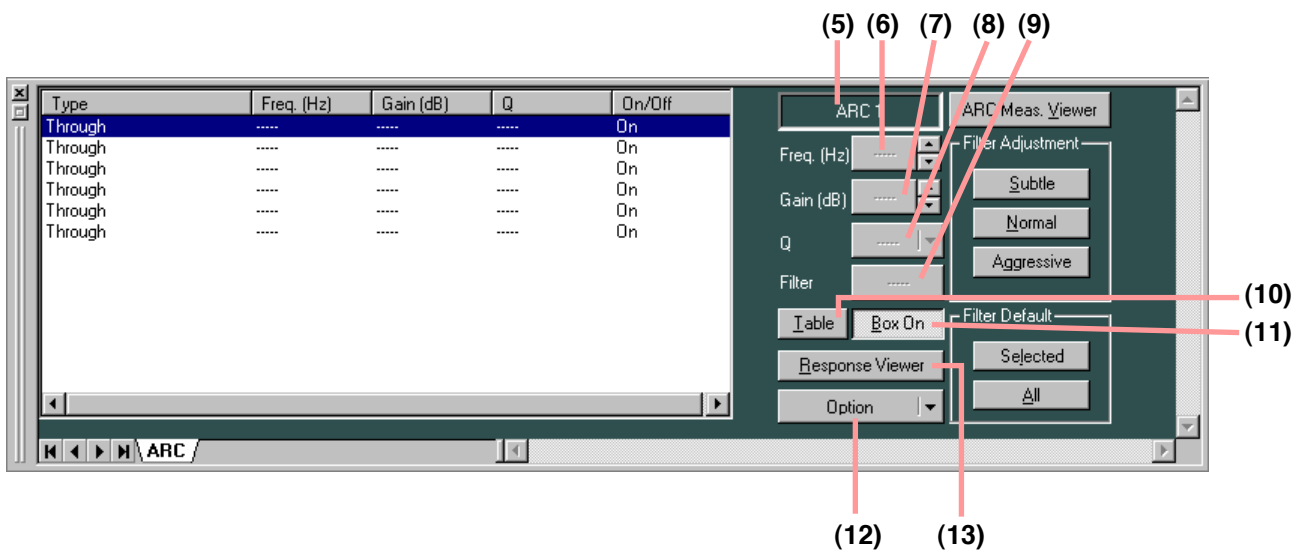 (5) (6) (7) (8) (9)
Type Freq. (Hz) Gain (dB) Q On/Off
Through ----- ----- ----- On
Through ----- ----- ----- On
Through ----- ----- ----- On
Through ----- ----- ----- On
Through ----- ----- ----- On
Through ----- ----- ----- On
ARC
ARC 1
Freq. (Hz) -----
Gain (dB) -----
Q -----
Filter -----
Table Box On
Response Viewer
Option
ARC Meas. Viewer
Filter Adjustment
Subtle
Normal
Aggressive
Filter Default
Selected
All
(10)
(11)
(12) (13)